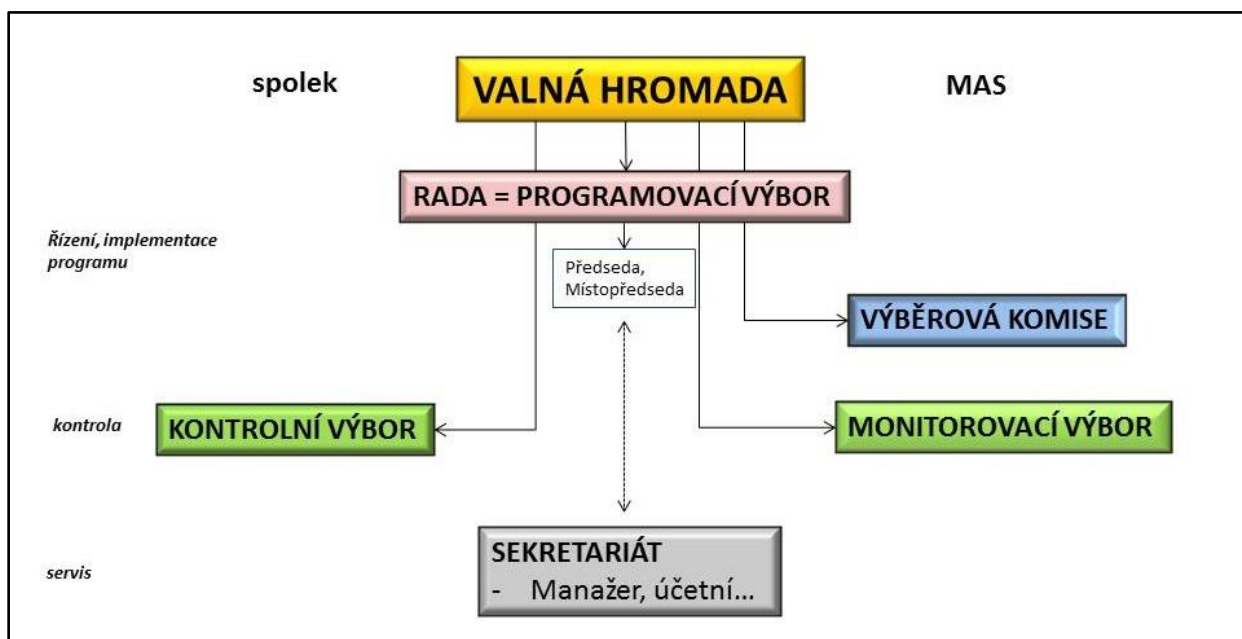 spolek
VALNÁ HROMADA
MAS
RADA = PROGRAMOVACÍ VÝBOR
Řízení, implementace
programu
Předseda,
Místopředseda
VÝBĚROVÁ KOMISE
kontrola
KONTROLNÍ VÝBOR
MONITOROVACÍ VÝBOR
SEKRETARIÁT
- Manažer, účetní...
servis